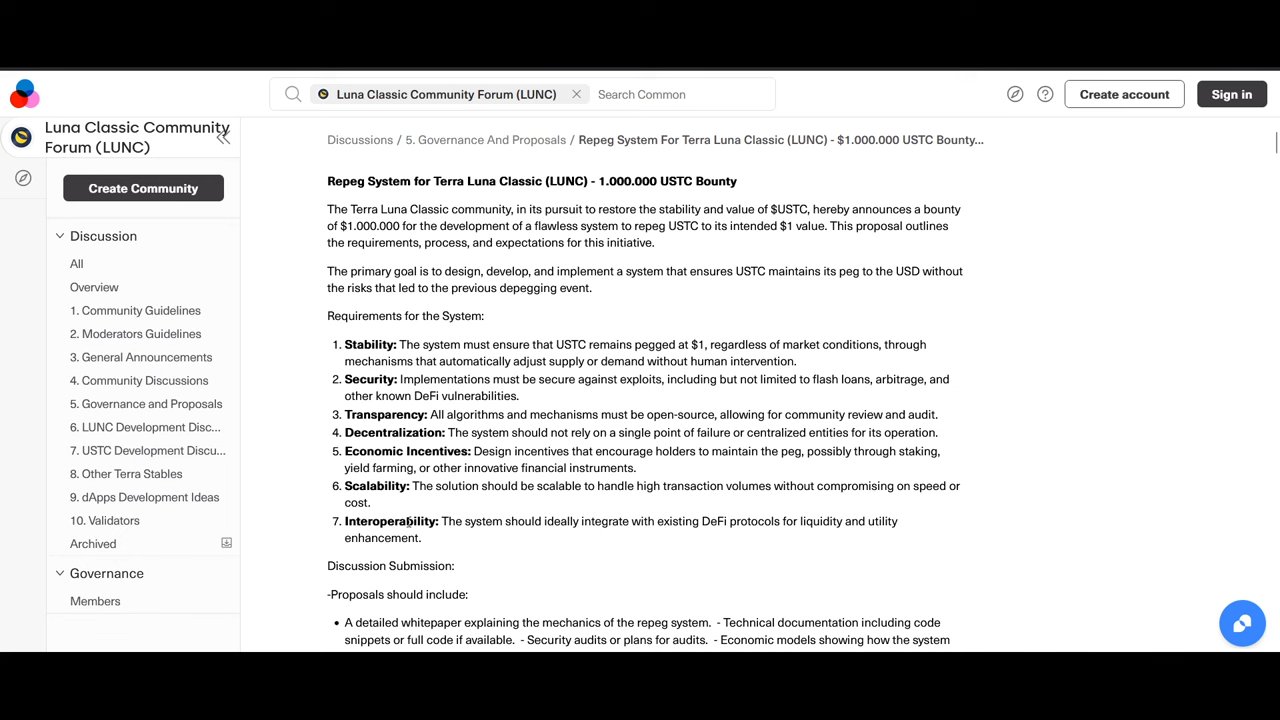 Luna Classic Community Forum (LUNC)
Search Common
Create account
Sign in
Luna Classic Community
Forum (LUNC)
Create Community
Discussion
All
Overview
1. Community Guidelines
2. Moderators Guidelines
3. General Announcements
4. Community Discussions
5. Governance and Proposals
6. LUNC Development Disc...
7. USTC Development Discu...
8. Other Terra Stables
9. dApps Development Ideas
10. Validators
Archived
Governance
Members
Discussions / 5. Governance And Proposals / Repeg System For Terra Luna Classic (LUNC) - $1.000.000 USTC Bounty...
Repeg System for Terra Luna Classic (LUNC) - 1.000.000 USTC Bounty
The Terra Luna Classic community, in its pursuit to restore the stability and value of $USTC, hereby announces a bounty
of $1.000.000 for the development of a flawless system to repeg USTC to its intended $1 value. This proposal outlines
the requirements, process, and expectations for this initiative.
The primary goal is to design, develop, and implement a system that ensures USTC maintains its peg to the USD without
the risks that led to the previous depegging event.
Requirements for the System:
1. Stability: The system must ensure that USTC remains pegged at $1, regardless of market conditions, through
mechanisms that automatically adjust supply or demand without human intervention.
2. Security: Implementations must be secure against exploits, including but not limited to flash loans, arbitrage, and
other known DeFi vulnerabilities.
3. Transparency: All algorithms and mechanisms must be open-source, allowing for community review and audit.
4. Decentralization: The system should not rely on a single point of failure or centralized entities for its operation.
5. Economic Incentives: Design incentives that encourage holders to maintain the peg, possibly through staking,
yield farming, or other innovative financial instruments.
6. Scalability: The solution should be scalable to handle high transaction volumes without compromising on speed or
cost.
7. Interoperability: The system should ideally integrate with existing DeFi protocols for liquidity and utility
enhancement.
Discussion Submission:
-Proposals should include:
• A detailed whitepaper explaining the mechanics of the repeg system. - Technical documentation including code
snippets or full code if available. - Security audits or plans for audits. - Economic models showing how the system